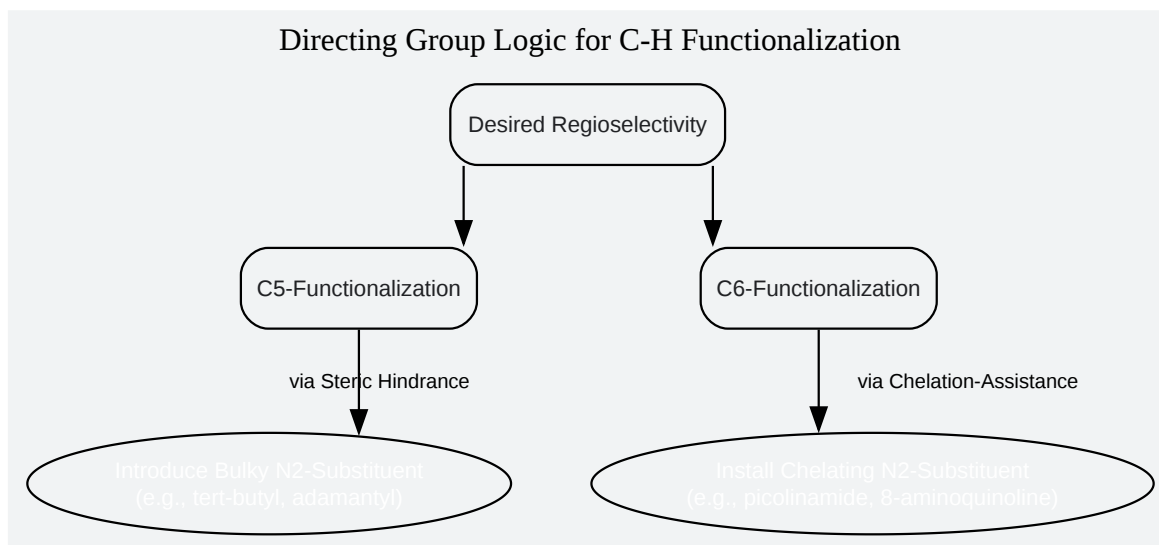 Directing Group Logic for C-H Functionalization
Desired Regioselectivity
C5-Functionalization
C6-Functionalization
via Steric Hindrance
via Chelation-Assistance
Introduce Bulky N2-Substituent
(e.g., tert-butyl, adamantyl)
Install Chelating N2-Substituent
(e.g., picolinamide, 8-aminoquinoline)